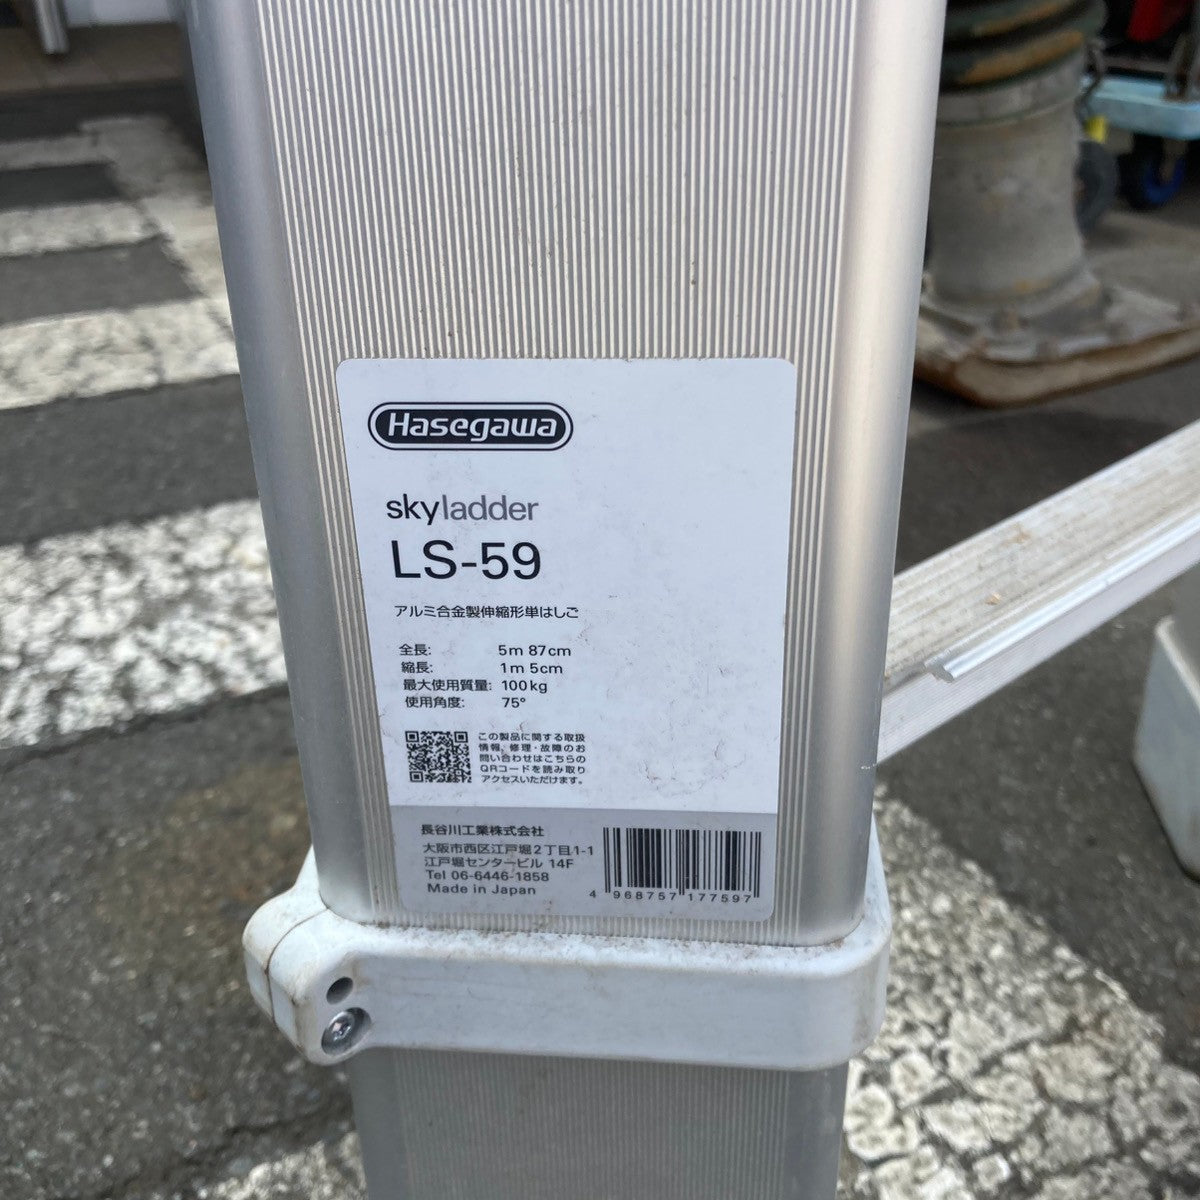 Hasegawa
skyladder
LS-59
アルミ合金製伸縮形単はしご
全長: 5m 87cm
縮長: 1m 5cm
最大使用質量: 100kg
使用角度: 75°
この製品に関する取扱
情報、修理・故障のお
問い合わせはこちらの
QRコードを読み取り
アクセスいただけます。
長谷川工業株式会社
大阪市西区江戸堀2丁目1-1
江戸堀センタービル 14F
Tel 06-6446-1858
Made in Japan
4 968757 177597